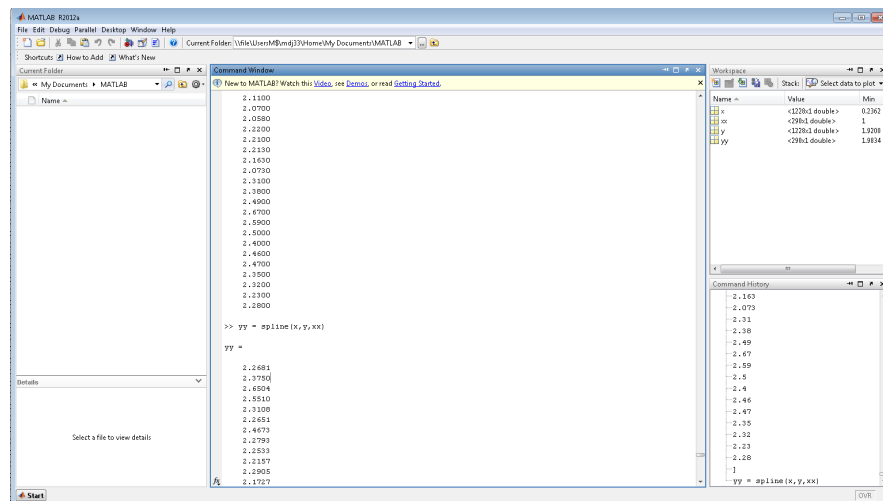 MATLAB R2012a
File Edit Debug Parallel Desktop Window Help
Current Folder: \\file\UsersM$\mdj33\Home\My Documents\MATLAB
Shortcuts How to Add What's New
Current Folder
« My Documents MATLAB
Name
Details
Select a file to view details
Start
Command Window
New to MATLAB? Watch this Video, see Demos, or read Getting Started.
2.1100
2.0700
2.0580
2.2200
2.2100
2.2130
2.1630
2.0730
2.3100
2.3800
2.4900
2.6700
2.5900
2.5000
2.4000
2.4600
2.4700
2.3500
2.3200
2.2300
2.2800
>> yy = spline(x,y,xx)
yy =
2.2681
2.3750
2.6504
2.5510
2.3108
2.2651
2.4673
2.2793
2.2533
2.2157
2.2905
2.1727
fx
Workspace
Stack: Select data to plot
Name Value Min
x <1228x1 double> 0.2362
xx <298x1 double> 1
y <1228x1 double> 1.9200
yy <298x1 double> 1.9834
Command History
2.163
2.073
2.31
2.38
2.49
2.67
2.59
2.5
2.4
2.46
2.47
2.35
2.32
2.23
2.28
]
yy = spline(x,y,xx)
OVR